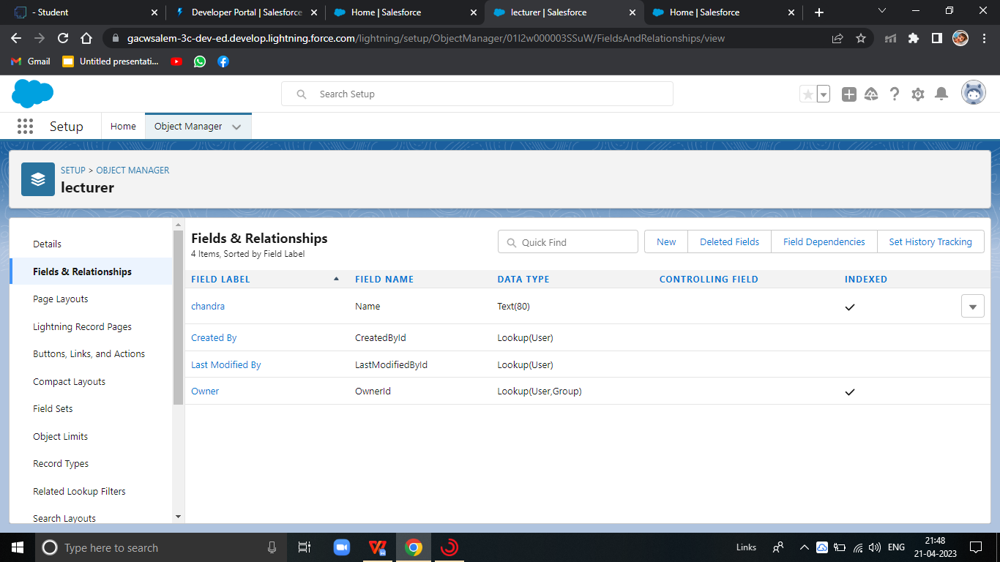 - Student
Developer Portal | Salesforce
Home | Salesforce
lecturer | Salesforce
Home | Salesforce
gacwsalem-3c-dev-ed.develop.lightning.force.com/lightning/setup/ObjectManager/01I2w000003SSuW/FieldsAndRelationships/view
Gmail
Untitled presentati...
Search Setup
Setup
Home
Object Manager
SETUP > OBJECT MANAGER
lecturer
Details
Fields & Relationships
Page Layouts
Lightning Record Pages
Buttons, Links, and Actions
Compact Layouts
Field Sets
Object Limits
Record Types
Related Lookup Filters
Search Layouts
Fields & Relationships
4 Items, Sorted by Field Label
Quick Find
New
Deleted Fields
Field Dependencies
Set History Tracking
FIELD LABEL FIELD NAME DATA TYPE CONTROLLING FIELD INDEXED
chandra Name Text(80)
Created By CreatedById Lookup(User)
Last Modified By LastModifiedById Lookup(User)
Owner OwnerId Lookup(User,Group)
Type here to search
Links
ENG
21:48
21-04-2023